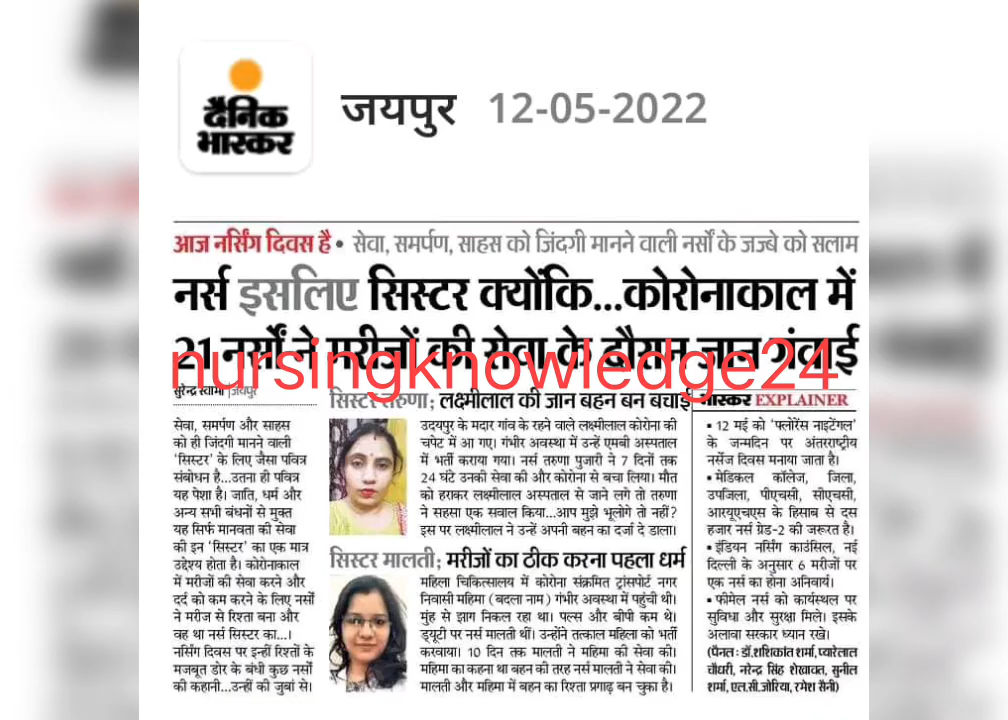 दैनिक
भास्कर
जयपुर 12-05-2022
आज नर्सिंग दिवस है • सेवा, समर्पण, साहस को जिंदगी मानने वाली नर्सों के जज्बे को सलाम
नर्स इसलिए सिस्टर क्योंकि...कोरोनाकाल में
21 नर्सों ने मरीजों की सेवा के दौरान जान गंवाई
nursingknowledge24
सुरेन्द्र स्वामी | जयपुर
सेवा, समर्पण और साहस
को ही जिंदगी मानने वाली
'सिस्टर' के लिए जैसा पवित्र
संबोधन है...उतना ही पवित्र
यह पेशा है। जाति, धर्म और
अन्य सभी बंधनों से मुक्त
यह सिर्फ मानवता की सेवा
की इन 'सिस्टर' का एक मात्र
उद्देश्य होता है। कोरोनाकाल
में मरीजों की सेवा करने और
दर्द को कम करने के लिए नर्सों
ने मरीज से रिश्ता बना और
वह था नर्स सिस्टर का...।
नर्सिंग दिवस पर इन्हीं रिश्तों के
मजबूत डोर के बंधी कुछ नर्सों
की कहानी...उन्हीं की जुबां से।
सिस्टर तरुणा; लक्ष्मीलाल की जान बहन बन बचाई
उदयपुर के मदार गांव के रहने वाले लक्ष्मीलाल कोरोना की
चपेट में आ गए। गंभीर अवस्था में उन्हें एमबी अस्पताल
में भर्ती कराया गया। नर्स तरुणा पुजारी ने 7 दिनों तक
24 घंटे उनकी सेवा की और कोरोना से बचा लिया। मौत
को हराकर लक्ष्मीलाल अस्पताल से जाने लगे तो तरुणा
ने सहसा एक सवाल किया...आप मुझे भूलोगे तो नहीं?
इस पर लक्ष्मीलाल ने उन्हें अपनी बहन का दर्जा दे डाला।
सिस्टर मालती; मरीजों का ठीक करना पहला धर्म
महिला चिकित्सालय में कोरोना संक्रमित ट्रांसपोर्ट नगर
निवासी महिमा (बदला नाम) गंभीर अवस्था में पहुंची थी।
मुंह से झाग निकल रहा था। पल्स और बीपी कम थे।
ड्यूटी पर नर्स मालती थीं। उन्होंने तत्काल महिला को भर्ती
करवाया। 10 दिन तक मालती ने महिमा की सेवा की।
महिमा का कहना था बहन की तरह नर्स मालती ने सेवा की।
मालती और महिमा में बहन का रिश्ता प्रगाढ़ बन चुका है।
भास्कर EXPLAINER
▪ 12 मई को 'फ्लोरेंस नाइटेंगल'
के जन्मदिन पर अंतरराष्ट्रीय
नर्सेज दिवस मनाया जाता है।
▪ मेडिकल कॉलेज, जिला,
उपजिला, पीएचसी, सीएचसी,
आरयूएचएस के हिसाब से दस
हजार नर्स ग्रेड-2 की जरूरत है।
▪ इंडियन नर्सिंग काउंसिल, नई
दिल्ली के अनुसार 6 मरीजों पर
एक नर्स का होना अनिवार्य।
▪ फीमेल नर्स को कार्यस्थल पर
सुविधा और सुरक्षा मिले। इसके
अलावा सरकार ध्यान रखे।
(पैनल : डॉ.शशिकांत शर्मा, प्यारेलाल
चौधरी, नरेन्द्र सिंह शेखावत, सुनील
शर्मा, एल.सी.जोरिया, रमेश सैनी)